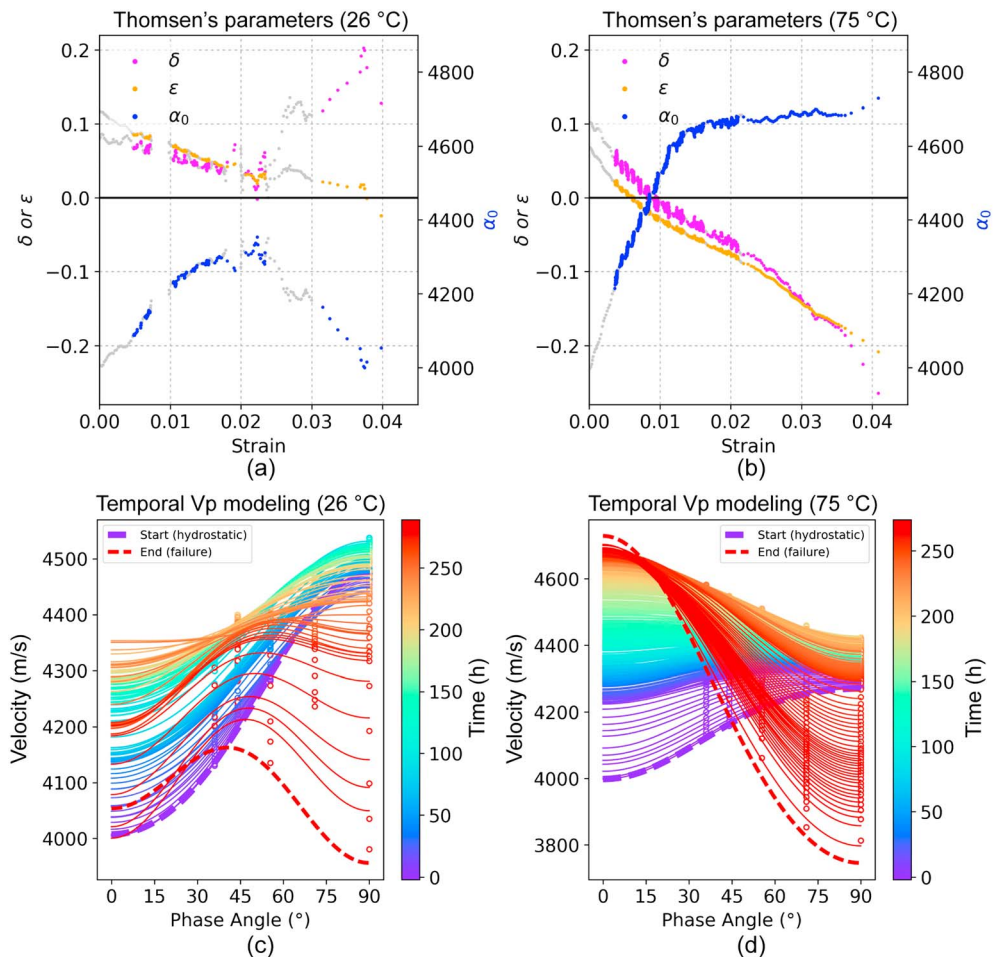 Thomsen's parameters (26 °C)
0.2
0.1
0.0
−0.1
−0.2
δ or ε
δ
ε
α0
4800
4600
4400
4200
4000
α0
0.00
0.01
0.02
0.03
0.04
Strain
(a)
Thomsen's parameters (75 °C)
0.2
0.1
0.0
−0.1
−0.2
δ or ε
δ
ε
α0
4800
4600
4400
4200
4000
α0
0.00
0.01
0.02
0.03
0.04
Strain
(b)
Temporal Vp modeling (26 °C)
Start (hydrostatic)
End (failure)
4500
4400
4300
4200
4100
4000
Velocity (m/s)
0
15
30
45
60
75
90
Phase Angle (°)
250
200
150
100
50
0
Time (h)
(c)
Temporal Vp modeling (75 °C)
Start (hydrostatic)
End (failure)
4600
4400
4200
4000
3800
Velocity (m/s)
0
15
30
45
60
75
90
Phase Angle (°)
250
200
150
100
50
0
Time (h)
(d)